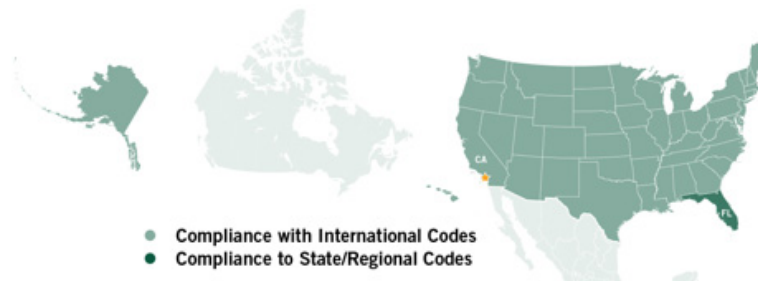 CA
FL
Compliance with International Codes
Compliance to State/Regional Codes